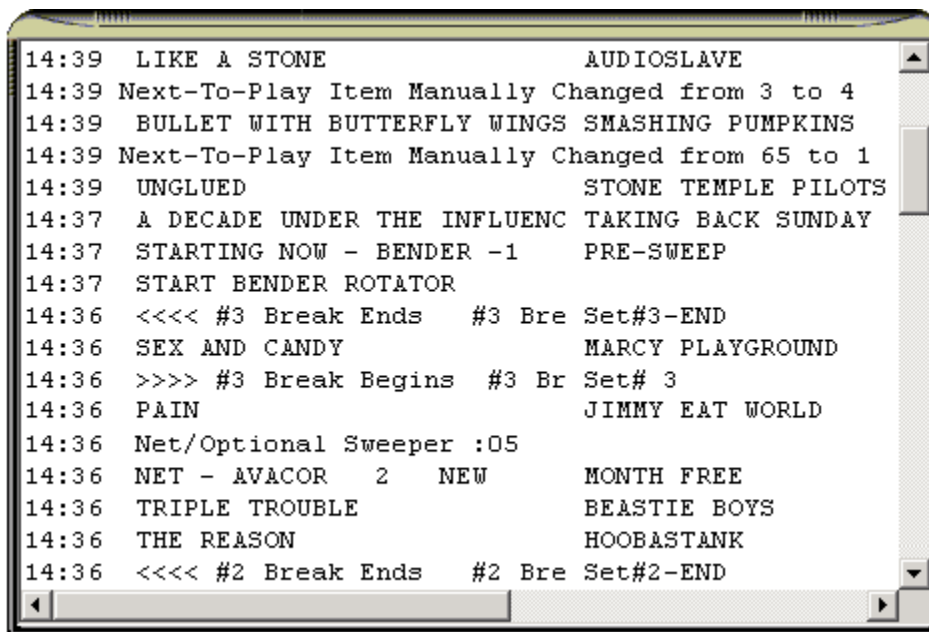 14:39 LIKE A STONE AUDIOSLAVE
14:39 Next-To-Play Item Manually Changed from 3 to 4
14:39 BULLET WITH BUTTERFLY WINGS SMASHING PUMPKINS
14:39 Next-To-Play Item Manually Changed from 65 to 1
14:39 UNGLUED STONE TEMPLE PILOTS
14:37 A DECADE UNDER THE INFLUENC TAKING BACK SUNDAY
14:37 STARTING NOW - BENDER -1 PRE-SWEEP
14:37 START BENDER ROTATOR
14:36 <<<< #3 Break Ends #3 Bre Set#3-END
14:36 SEX AND CANDY MARCY PLAYGROUND
14:36 >>>> #3 Break Begins #3 Br Set# 3
14:36 PAIN JIMMY EAT WORLD
14:36 Net/Optional Sweeper :05
14:36 NET - AVACOR 2 NEW MONTH FREE
14:36 TRIPLE TROUBLE BEASTIE BOYS
14:36 THE REASON HOOBASTANK
14:36 <<<< #2 Break Ends #2 Bre Set#2-END